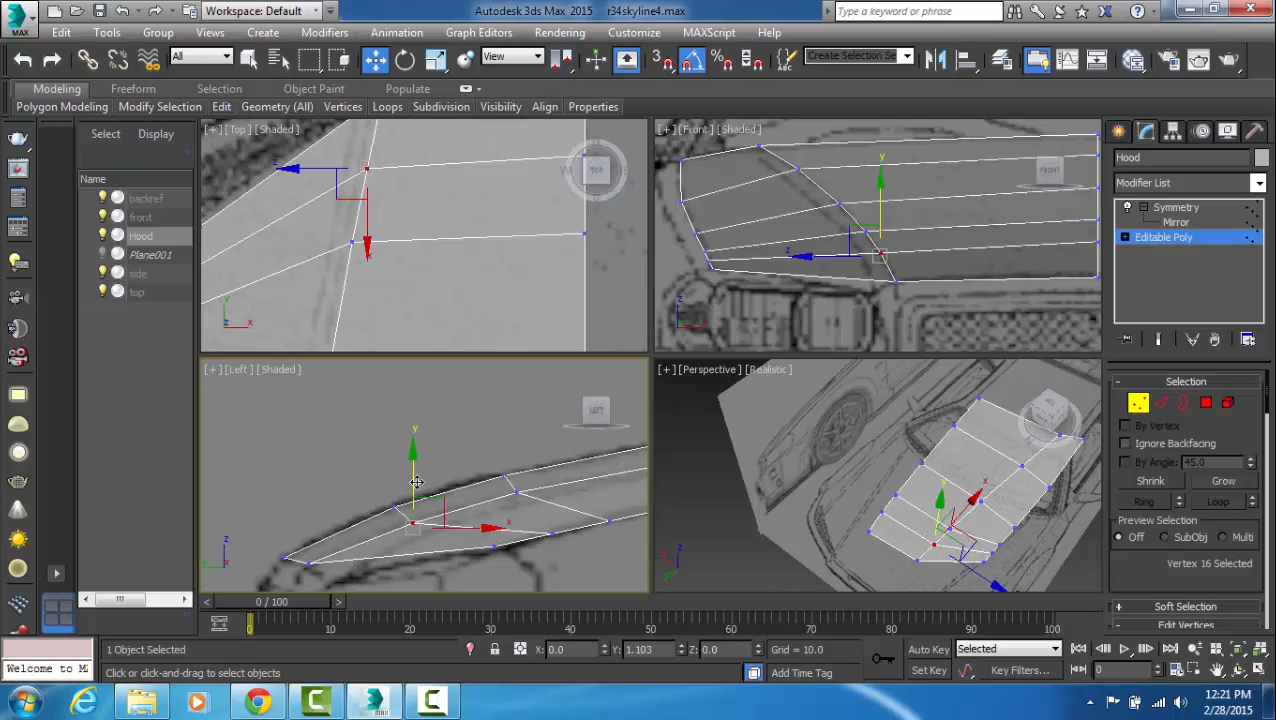 Workspace: Default
Autodesk 3ds Max 2015
r34skyline4.max
Type a keyword or phrase
MAX
Edit
Tools
Group
Views
Create
Modifiers
Animation
Graph Editors
Rendering
Customize
MAXScript
Help
All
View
Create Selection Se
Modeling
Freeform
Selection
Object Paint
Populate
Polygon Modeling
Modify Selection
Edit
Geometry (All)
Vertices
Loops
Subdivision
Visibility
Align
Properties
Select
Display
Name
backref
front
Hood
Plane001
side
top
[+] [Top] [Shaded]
TOP
[+] [Front] [Shaded]
FRONT
[+] [Left] [Shaded]
LEFT
[+] [Perspective] [Realistic]
Hood
Modifier List
Symmetry
Mirror
Editable Poly
Selection
By Vertex
Ignore Backfacing
By Angle: 45.0
Shrink
Grow
Ring
Loop
Preview Selection
Off
SubObj
Multi
Vertex 16 Selected
Soft Selection
Edit Vertices
0 / 100
0 10 20 30 40 50 60 70 80 90 100
1 Object Selected
X: 0.0
Y: 1.103
Z: 0.0
Grid = 10.0
Auto Key
Selected
Welcome to M
Click or click-and-drag to select objects
Add Time Tag
Set Key
Key Filters...
0
12:21 PM
2/28/2015